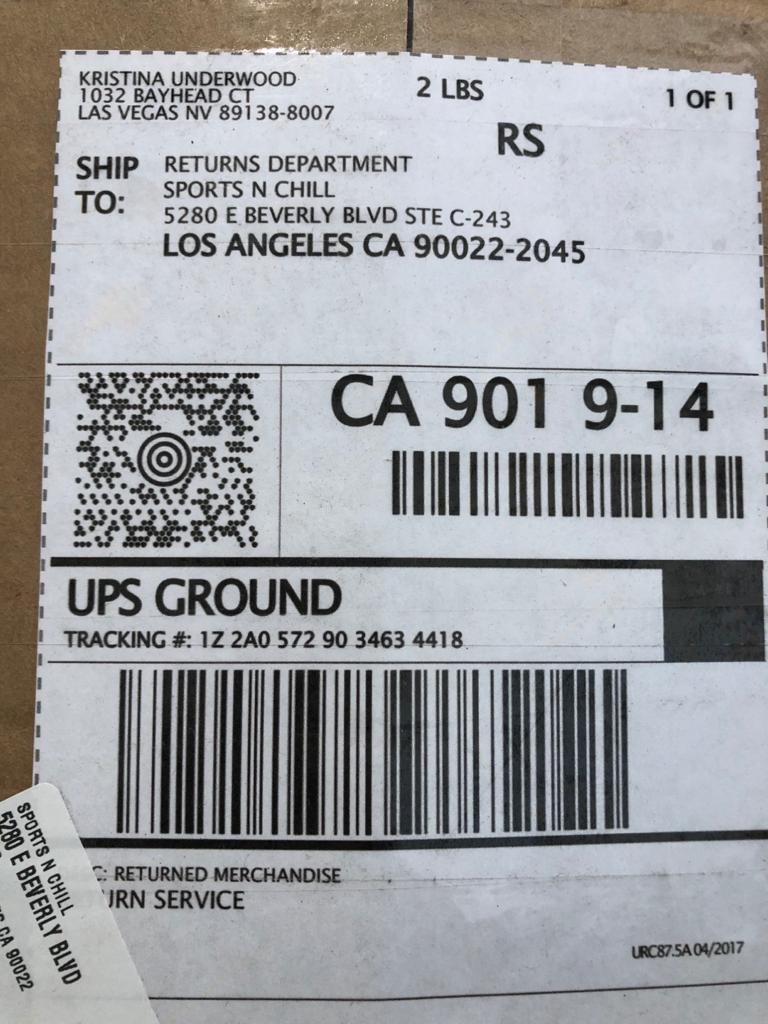 KRISTINA UNDERWOOD
1032 BAYHEAD CT
LAS VEGAS NV 89138-8007
2 LBS
1 OF 1
RS
SHIP TO:
RETURNS DEPARTMENT
SPORTS N CHILL
5280 E BEVERLY BLVD STE C-243
LOS ANGELES CA 90022-2045
CA 901 9-14
UPS GROUND
TRACKING #: 1Z 2A0 572 90 3463 4418
C: RETURNED MERCHANDISE
URN SERVICE
URC87.5A 04/2017
SPORTS N CHILL
5280 E BEVERLY BLVD
CA 90022